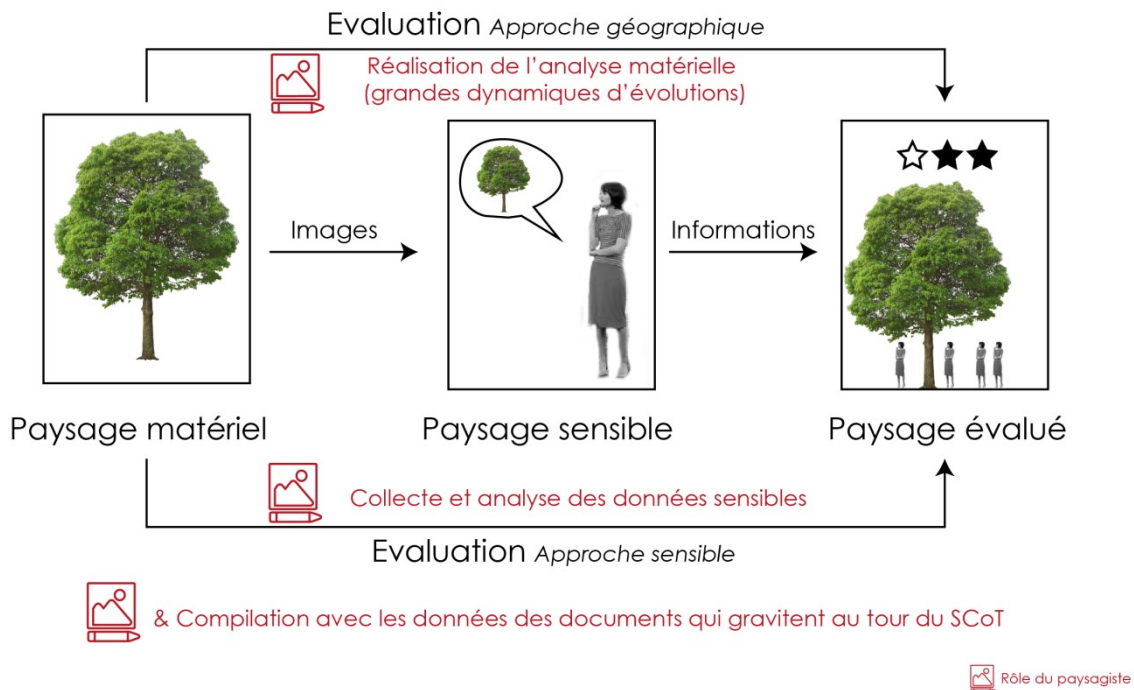 Evaluation Approche géographique
Réalisation de l'analyse matérielle
(grandes dynamiques d'évolutions)
Images
Informations
Paysage matériel
Paysage sensible
Paysage évalué
Collecte et analyse des données sensibles
Evaluation Approche sensible
& Compilation avec les données des documents qui gravitent au tour du SCoT
Rôle du paysagiste